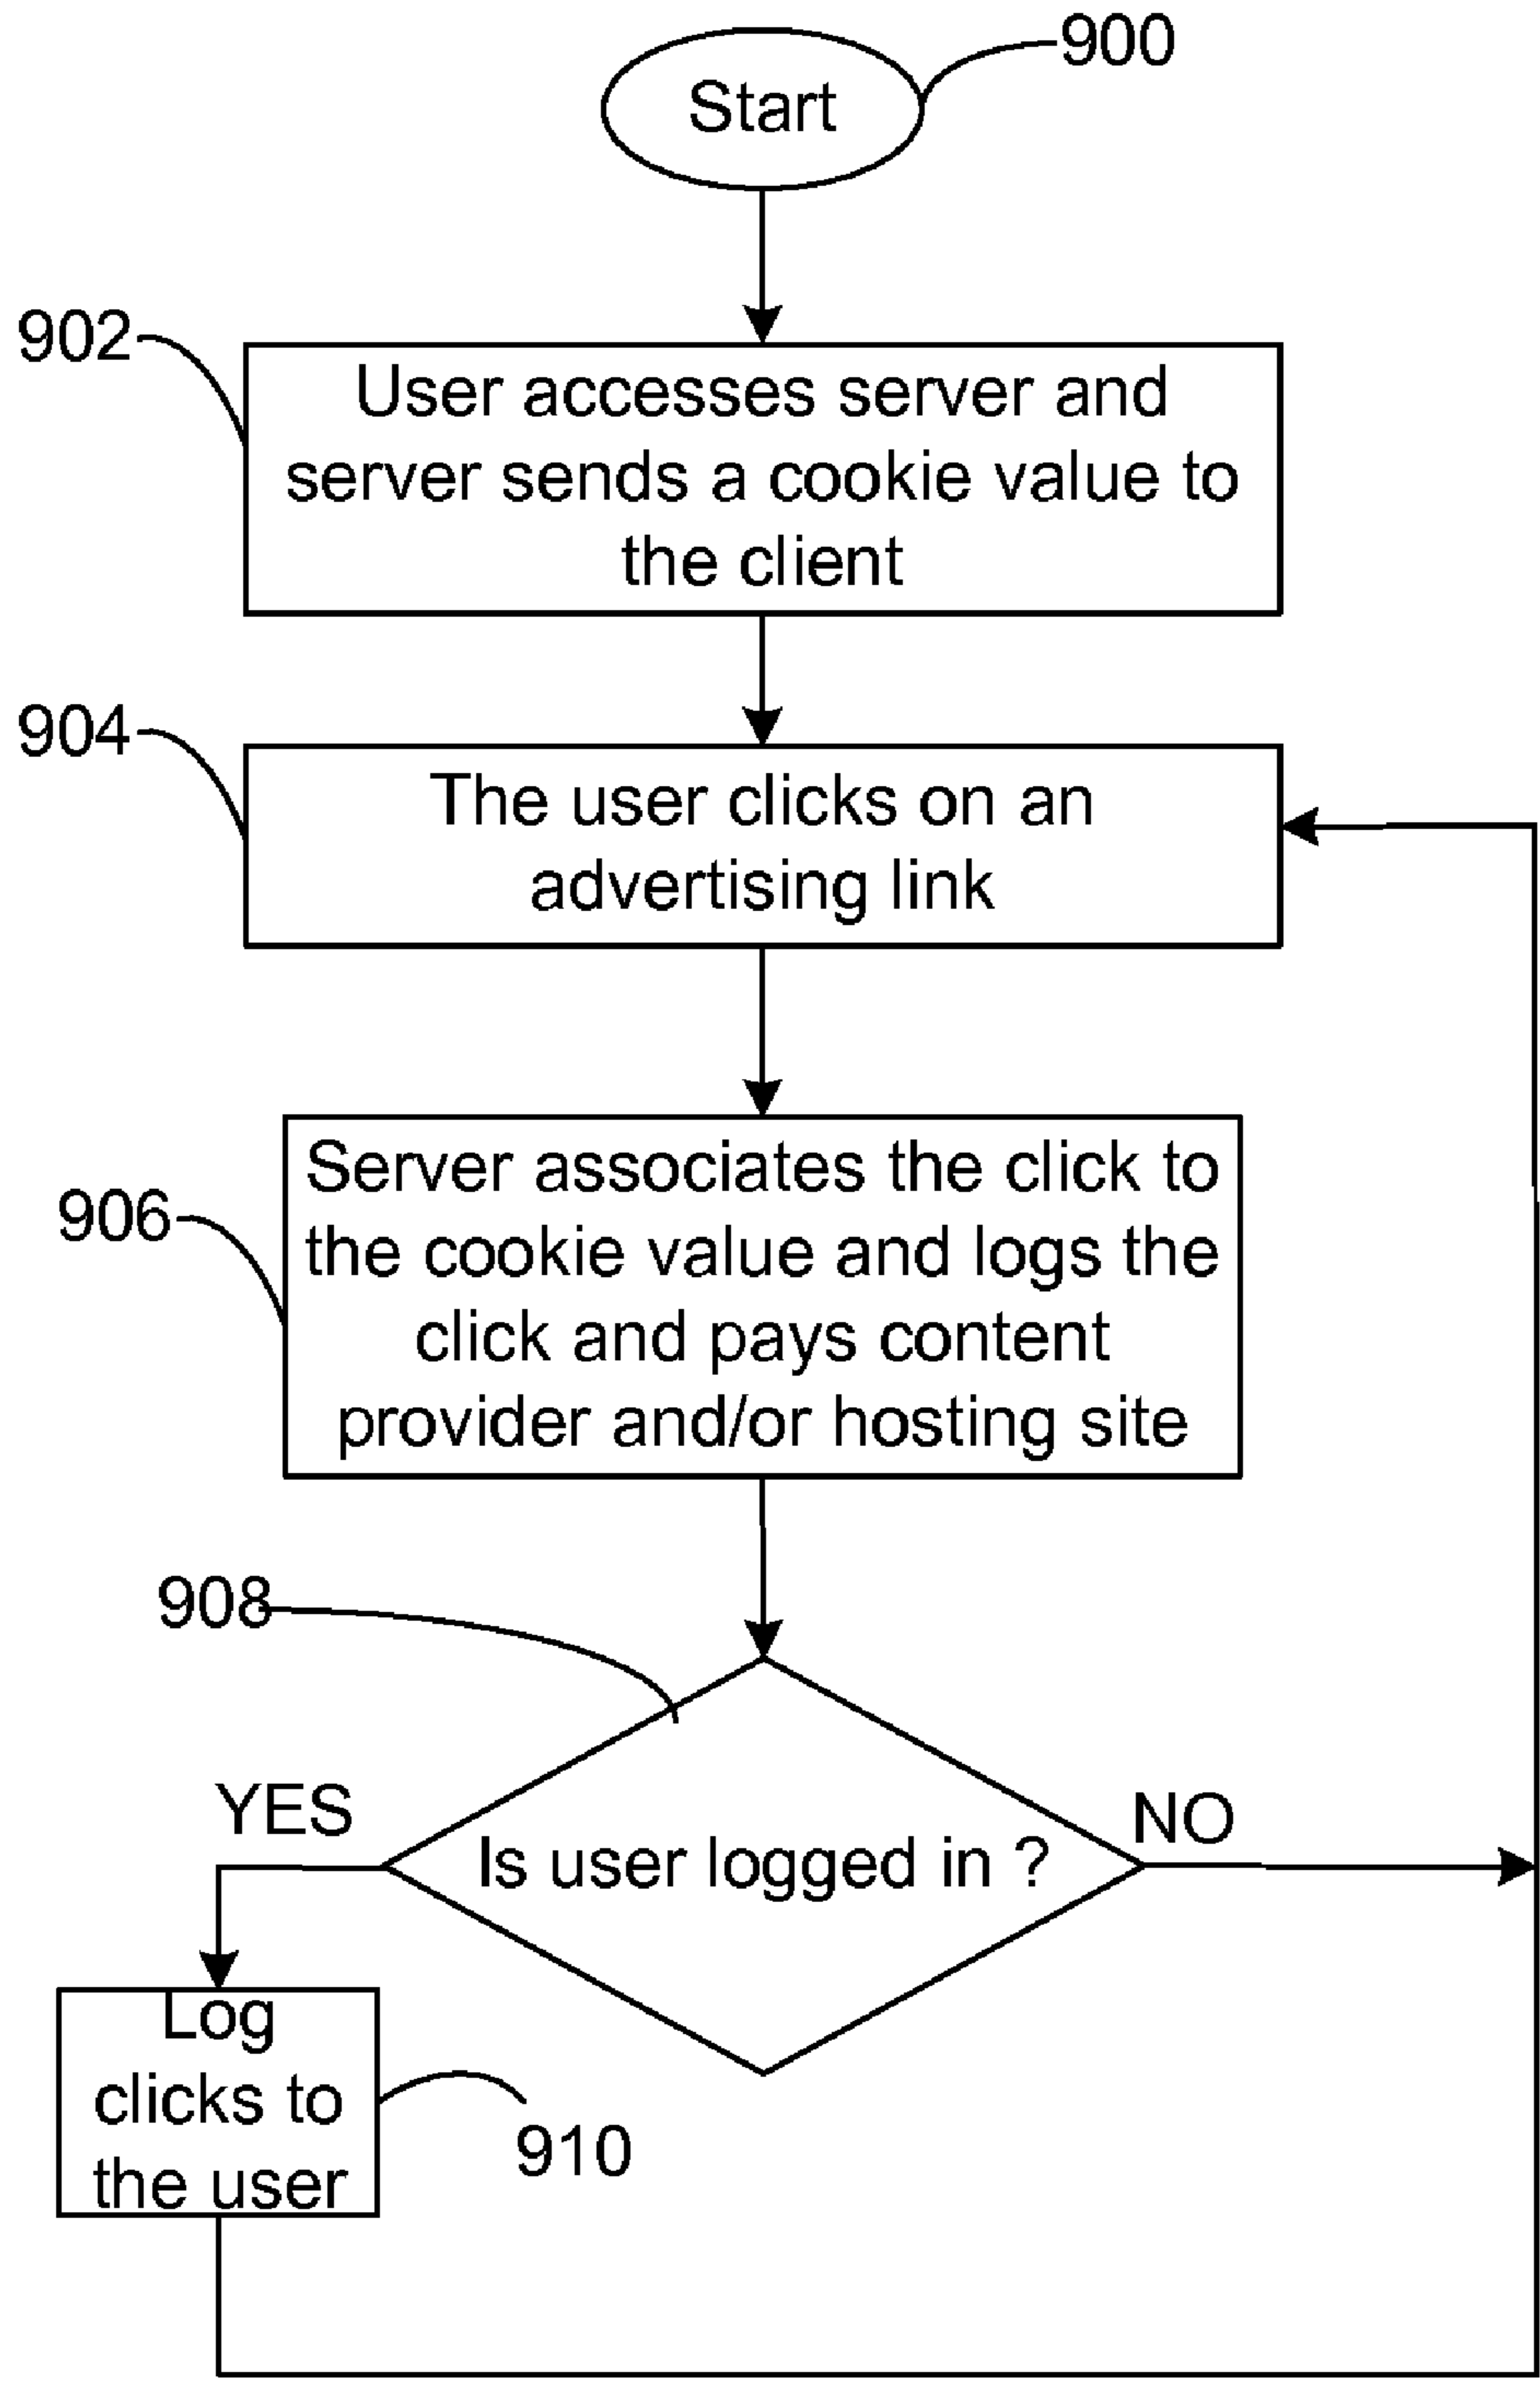 Start
900
902
User accesses server and
server sends a cookie value to
the client
904
The user clicks on an
advertising link
906
Server associates the click to
the cookie value and logs the
click and pays content
provider and/or hosting site
908
YES
Is user logged in ?
NO
Log
clicks to
the user
910